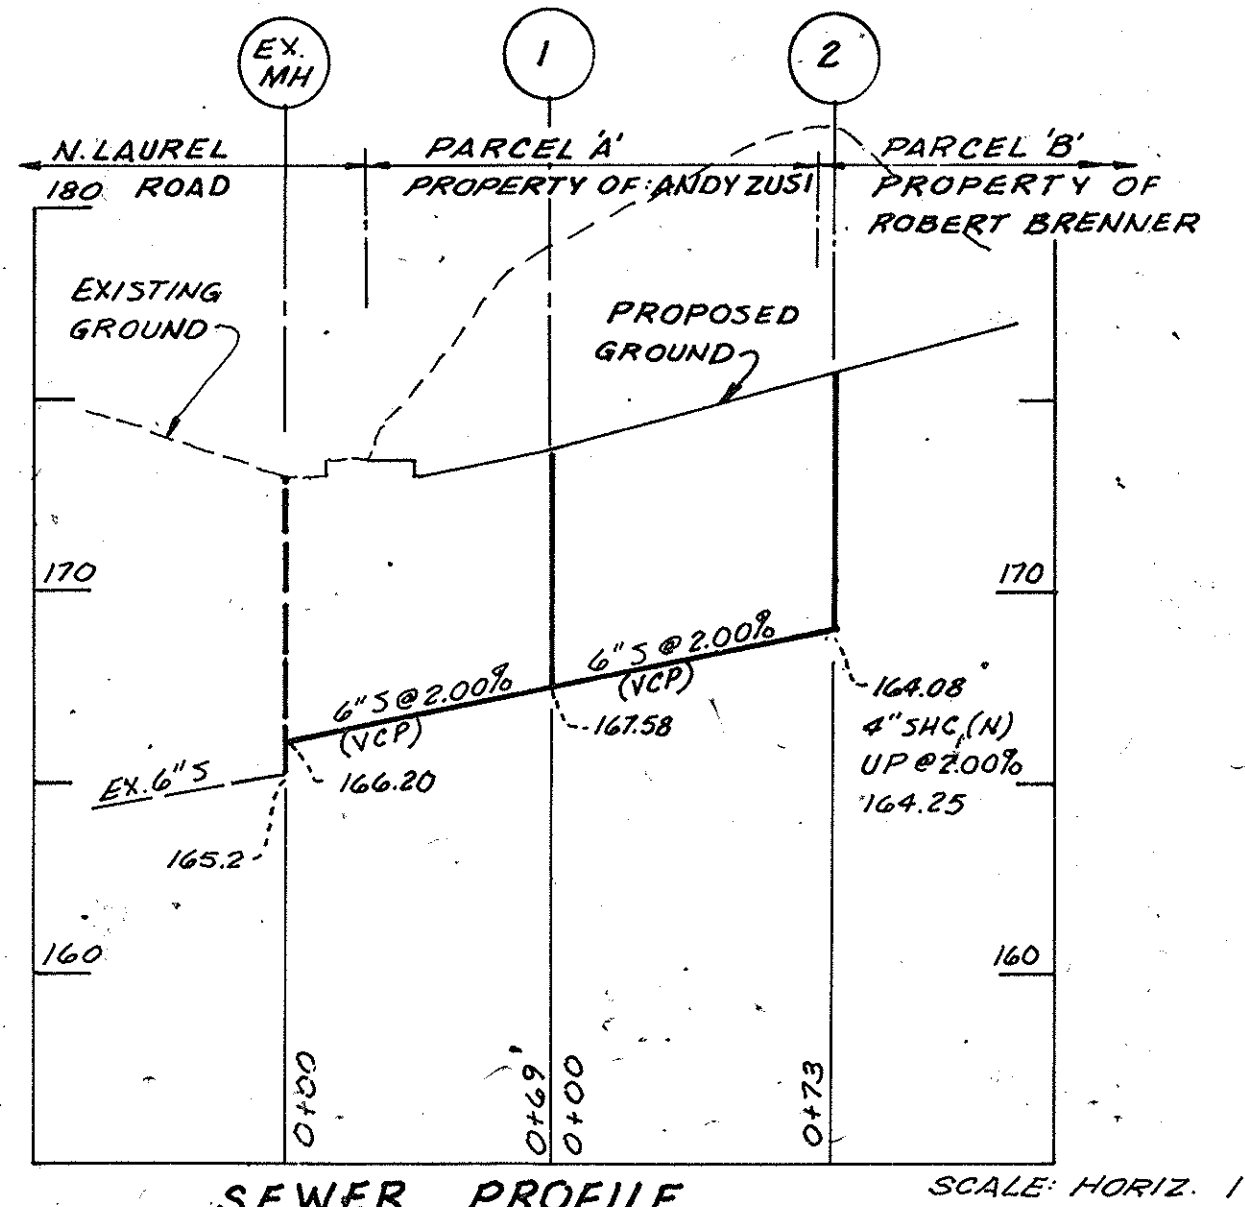 EX.
MH
1
2
N. LAUREL
ROAD
PARCEL 'A'
PROPERTY OF: ANDY ZUSI
PARCEL 'B'
PROPERTY OF
ROBERT BRENNER
180
EXISTING
GROUND
PROPOSED
GROUND
170
170
6" S @ 2.00%
(VCP)
6" S @ 2.00%
(VCP)
164.08
4" SHC (N)
UP @ 2.00%
164.25
167.58
166.20
EX. 6" S
165.2
160
160
0+00
0+69'
0+00
0+73
SEWER PROFILE
SCALE: HORIZ. 1